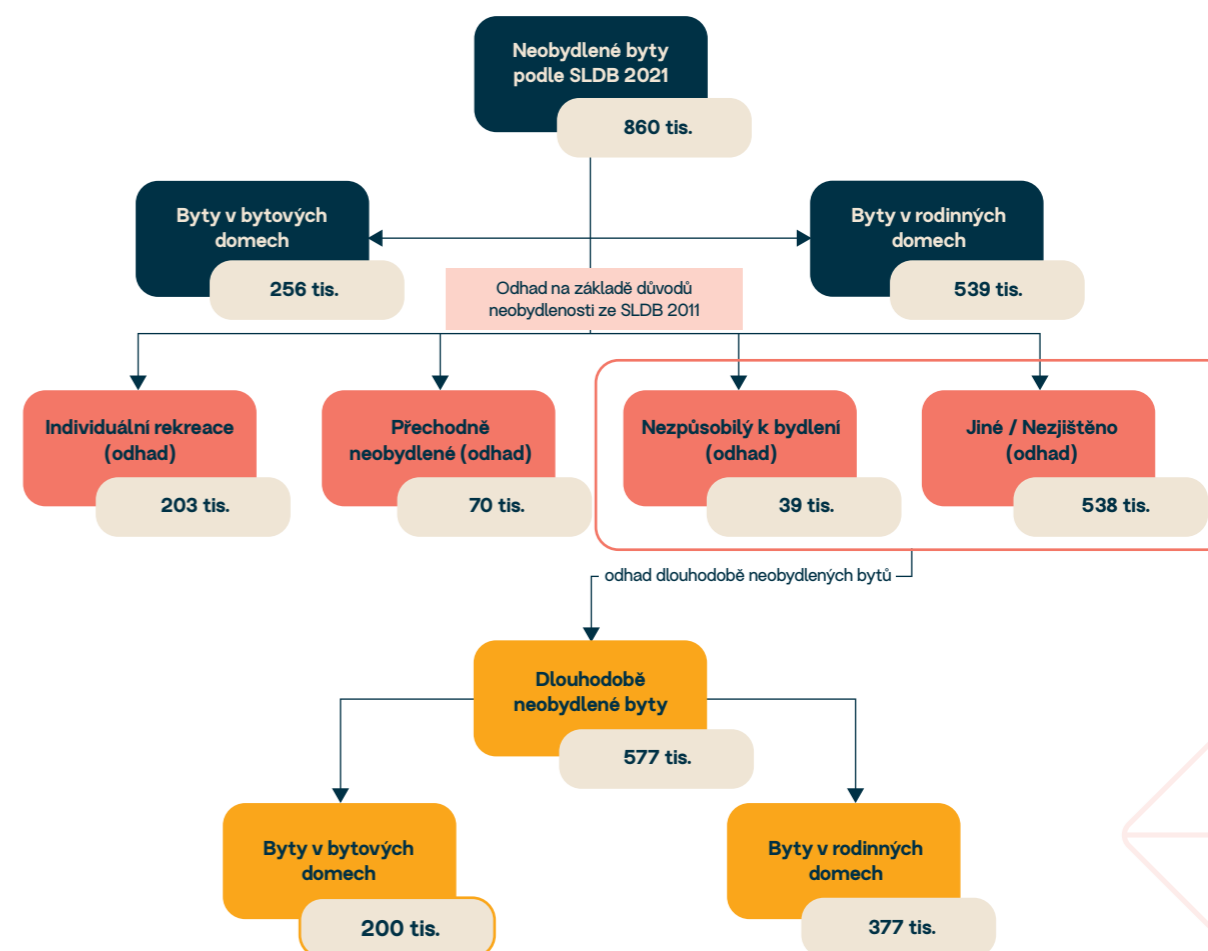 Neobydlené byty
podle SLDB 2021
860 tis.
Byty v bytových
domech
256 tis.
Byty v rodinných
domech
539 tis.
Odhad na základě důvodů
neobydlenosti ze SLDB 2011
Individuální rekreace
(odhad)
203 tis.
Přechodně
neobydlené (odhad)
70 tis.
Nezpůsobilý k bydlení
(odhad)
39 tis.
Jiné / Nezjištěno
(odhad)
538 tis.
odhad dlouhodobě neobydlených bytů
Dlouhodobě
neobydlené byty
577 tis.
Byty v bytových
domech
200 tis.
Byty v rodinných
domech
377 tis.